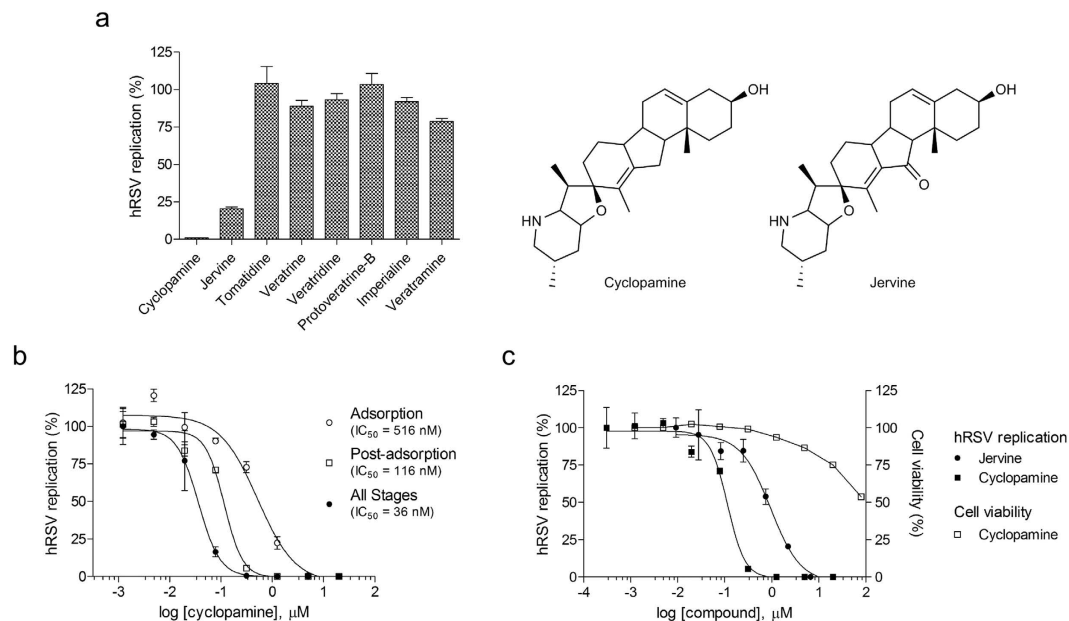 a
hRSV replication (%)
125
100
75
50
25
0
Cyclopamine
Jervine
Tomatidine
Veratrine
Veratridine
Protoveratrine-B
Imperialine
Veratramine
OH
HN
O
Cyclopamine
OH
O
HN
O
Jervine
b
hRSV replication (%)
125
100
75
50
25
0
-3 -2 -1 0 1 2
log [cyclopamine], μM
Adsorption
(IC50 = 516 nM)
Post-adsorption
(IC50 = 116 nM)
All Stages
(IC50 = 36 nM)
c
hRSV replication (%)
125
100
75
50
25
0
-4 -3 -2 -1 0 1 2
log [compound], μM
125
100
75
50
25
0
Cell viability (%)
hRSV replication
Jervine
Cyclopamine
Cell viability
Cyclopamine